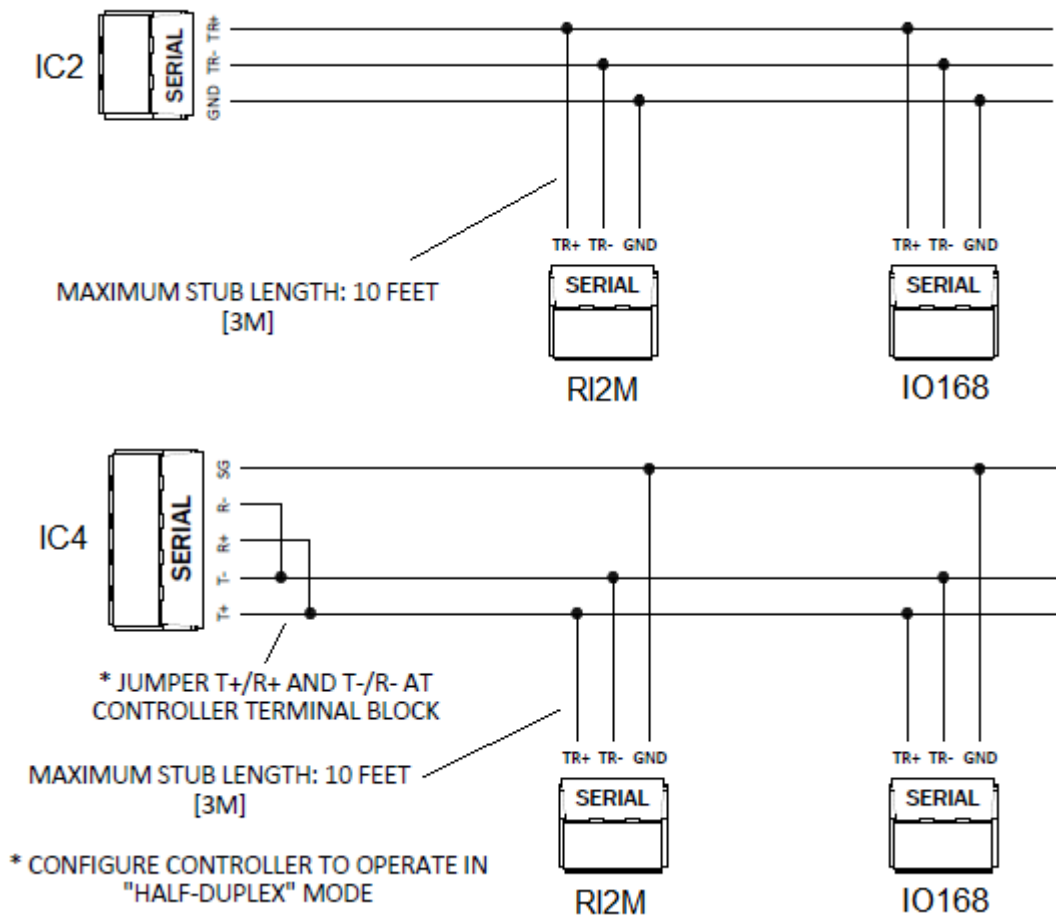 IC2
SERIAL
TR+
TR-
GND
MAXIMUM STUB LENGTH: 10 FEET
[3M]
TR+ TR- GND
SERIAL
RI2M
TR+ TR- GND
SERIAL
IO168
IC4
SERIAL
SG
R-
R+
T-
T+
* JUMPER T+/R+ AND T-/R- AT
CONTROLLER TERMINAL BLOCK
MAXIMUM STUB LENGTH: 10 FEET
[3M]
* CONFIGURE CONTROLLER TO OPERATE IN
"HALF-DUPLEX" MODE
TR+ TR- GND
SERIAL
RI2M
TR+ TR- GND
SERIAL
IO168